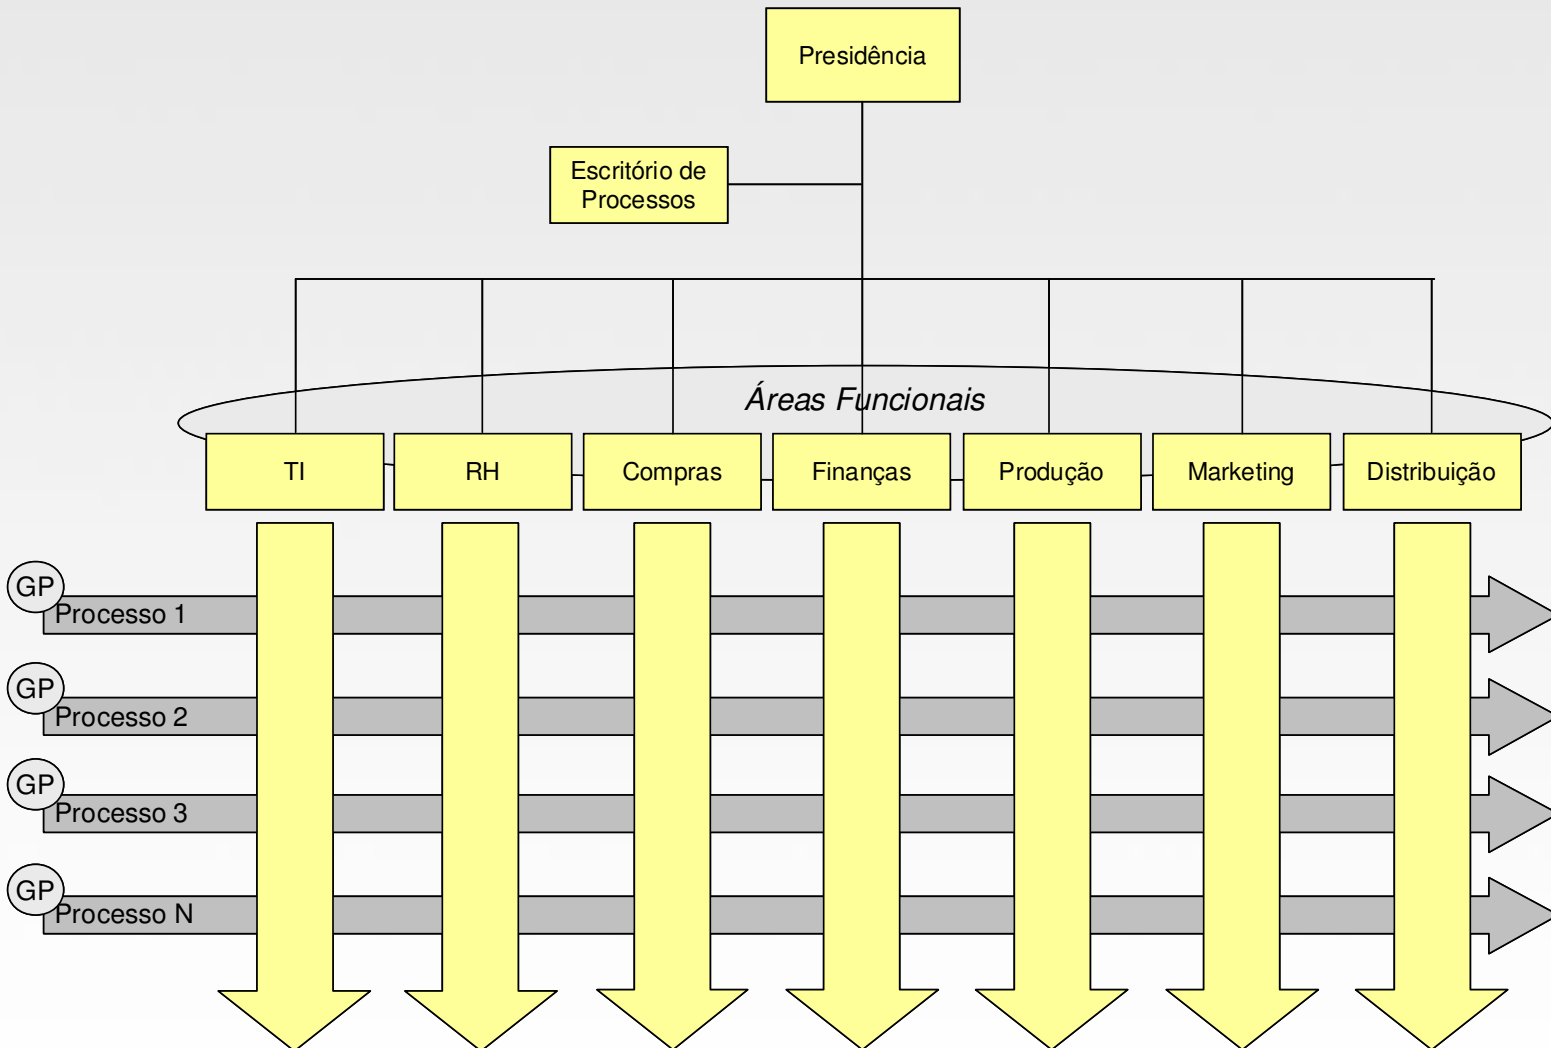 Presidência
Escritório de
Processos
Áreas Funcionais
TI
RH
Compras
Finanças
Produção
Marketing
Distribuição
GP
Processo 1
GP
Processo 2
GP
Processo 3
GP
Processo N